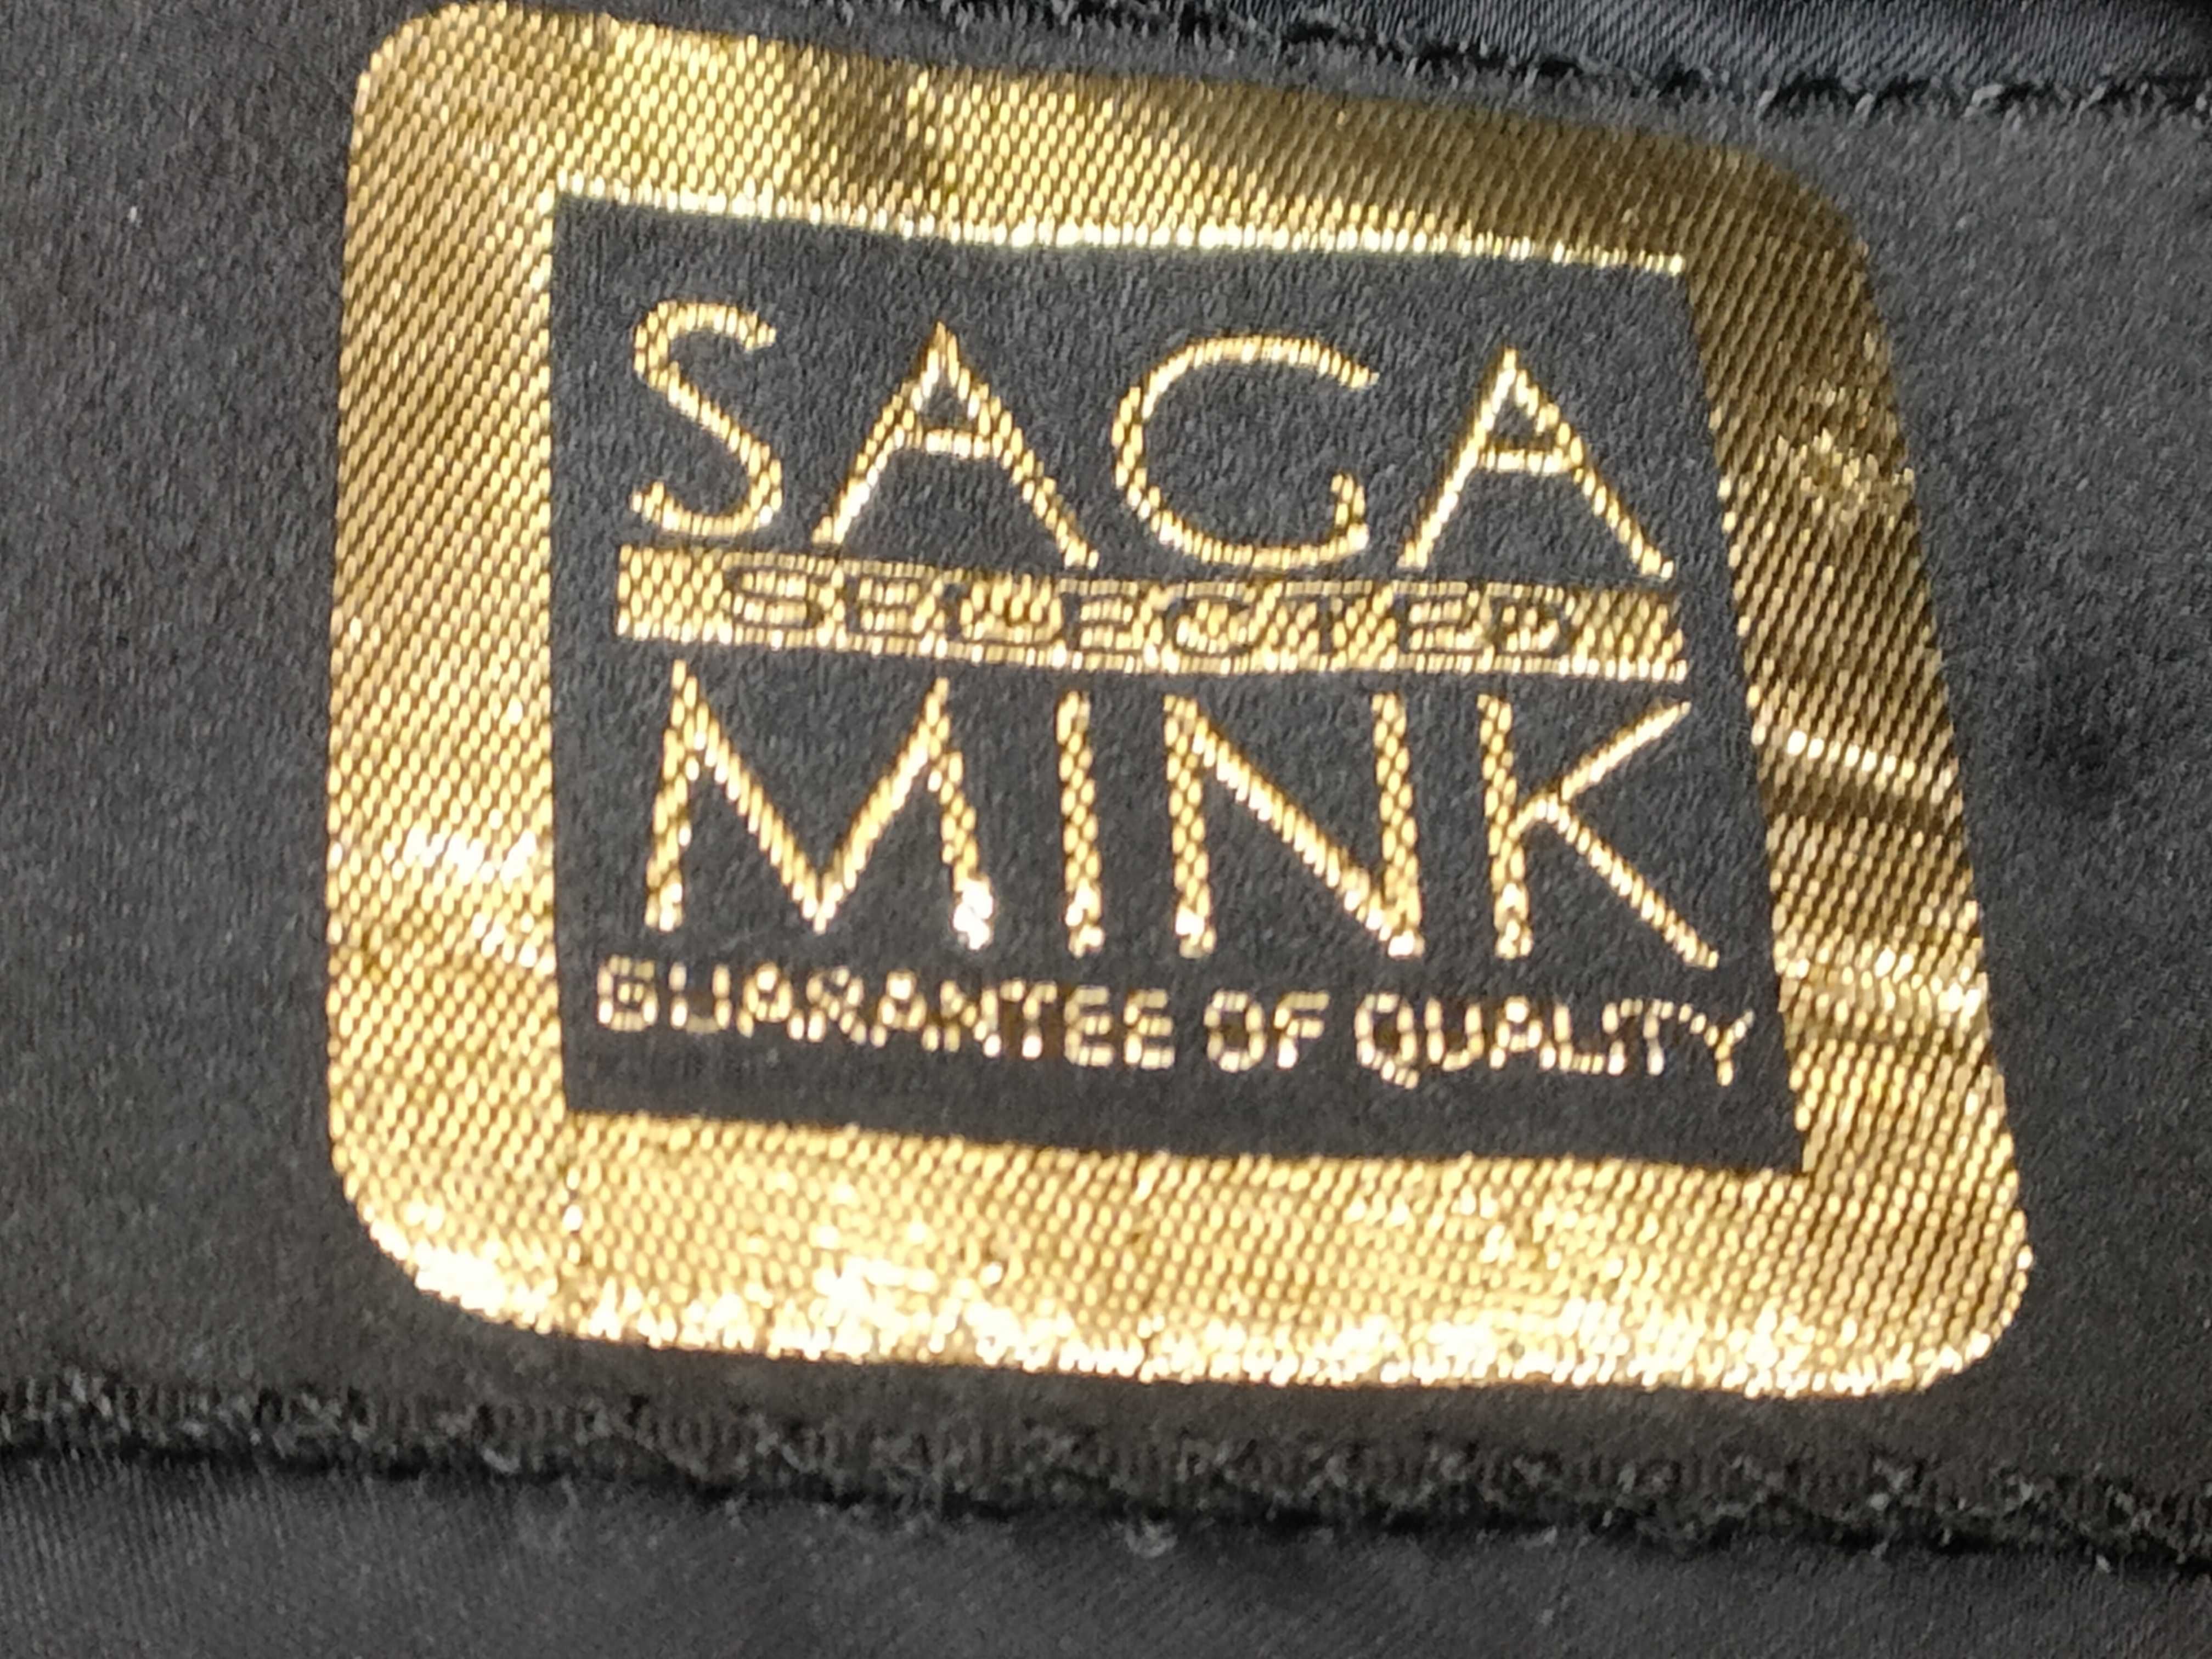 SAGA
SELECTED
MINK
GUARANTEE OF QUALITY